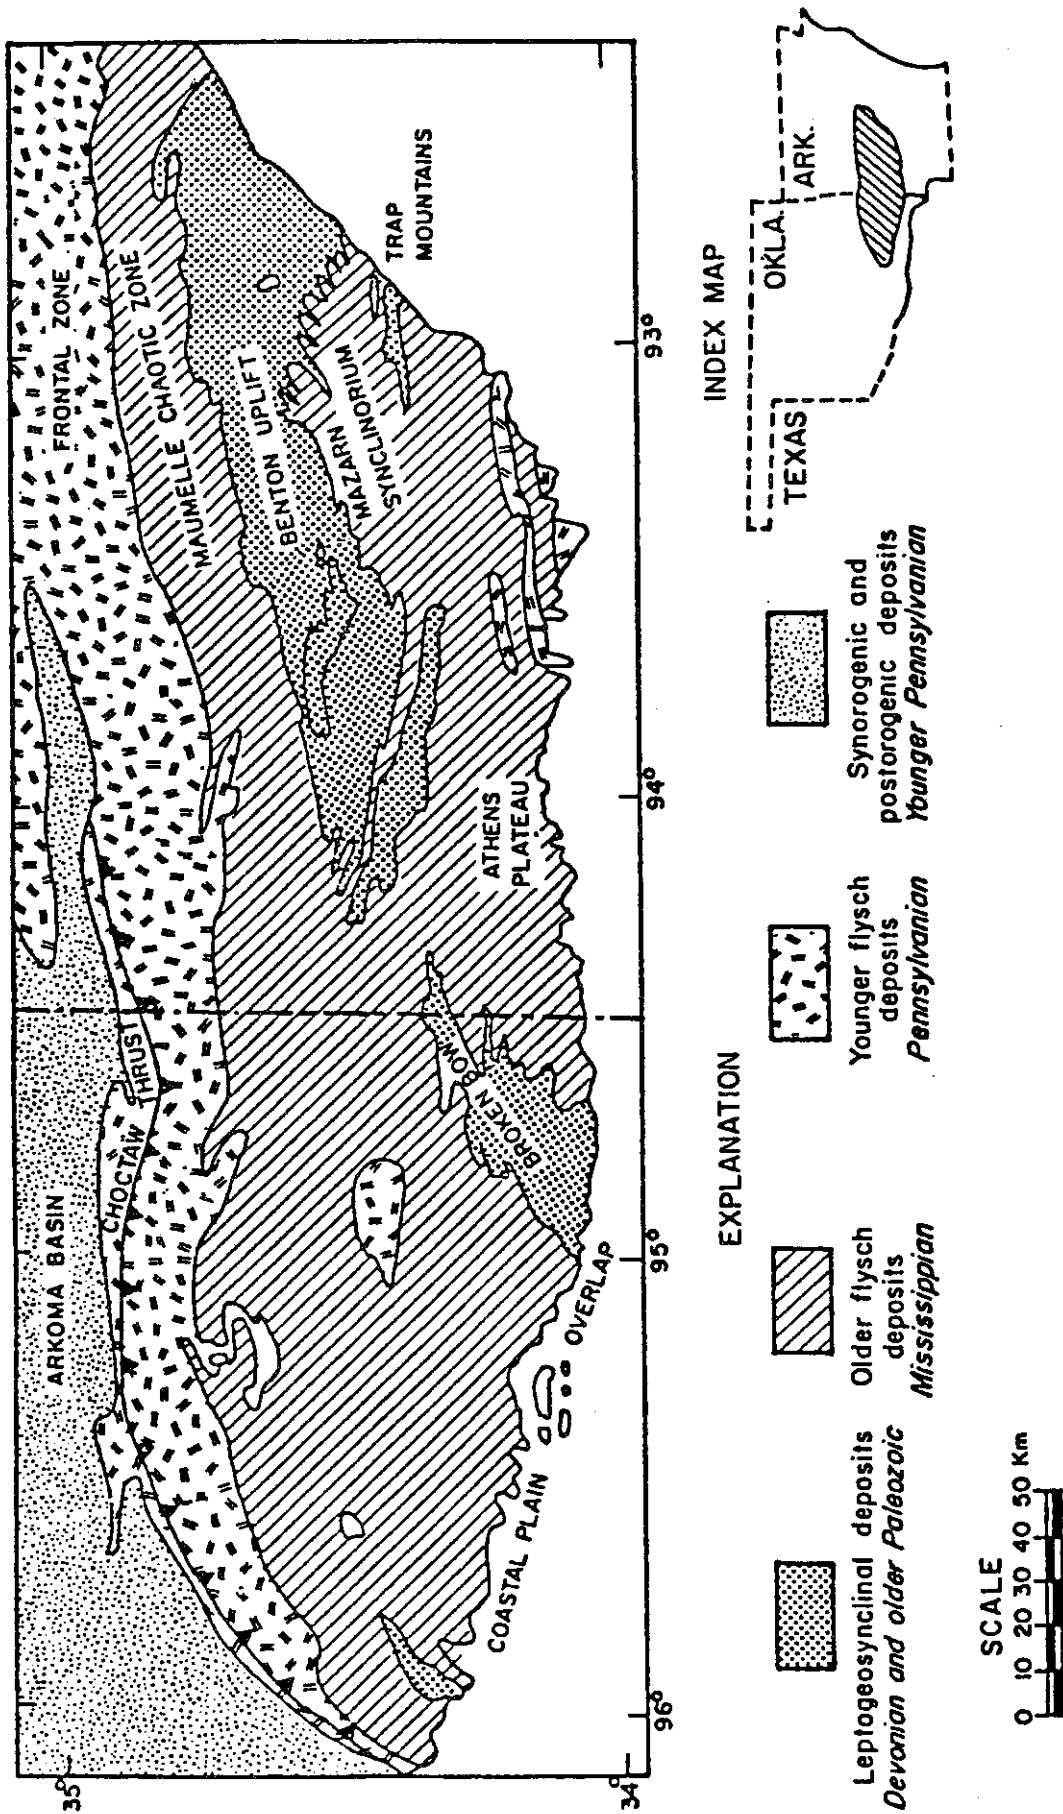 35°
34°
ARKOMA BASIN
CHOCTAW THRUST
FRONTAL ZONE
MAUMELLE CHAOTIC ZONE
BENTON UPLIFT
MAZARN
SYNCLINORIUM
TRAP
MOUNTAINS
ATHENS
PLATEAU
BROKEN BOW
COASTAL PLAIN OVERLAP
96°
95°
94°
93°
EXPLANATION
Leptogeosynclinal deposits
Devonian and older Paleozoic
Older flysch
deposits
Mississippian
Younger flysch
deposits
Pennsylvanian
Synorogenic and
postorogenic deposits
Younger Pennsylvanian
SCALE
0 10 20 30 40 50 Km
INDEX MAP
TEXAS
OKLA.
ARK.